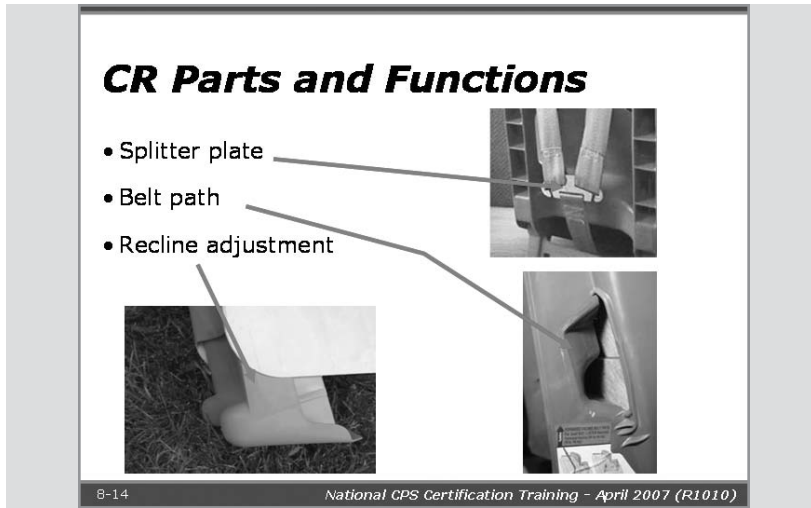 CR Parts and Functions
• Splitter plate
• Belt path
• Recline adjustment
8-14
National CPS Certification Training - April 2007 (R1010)